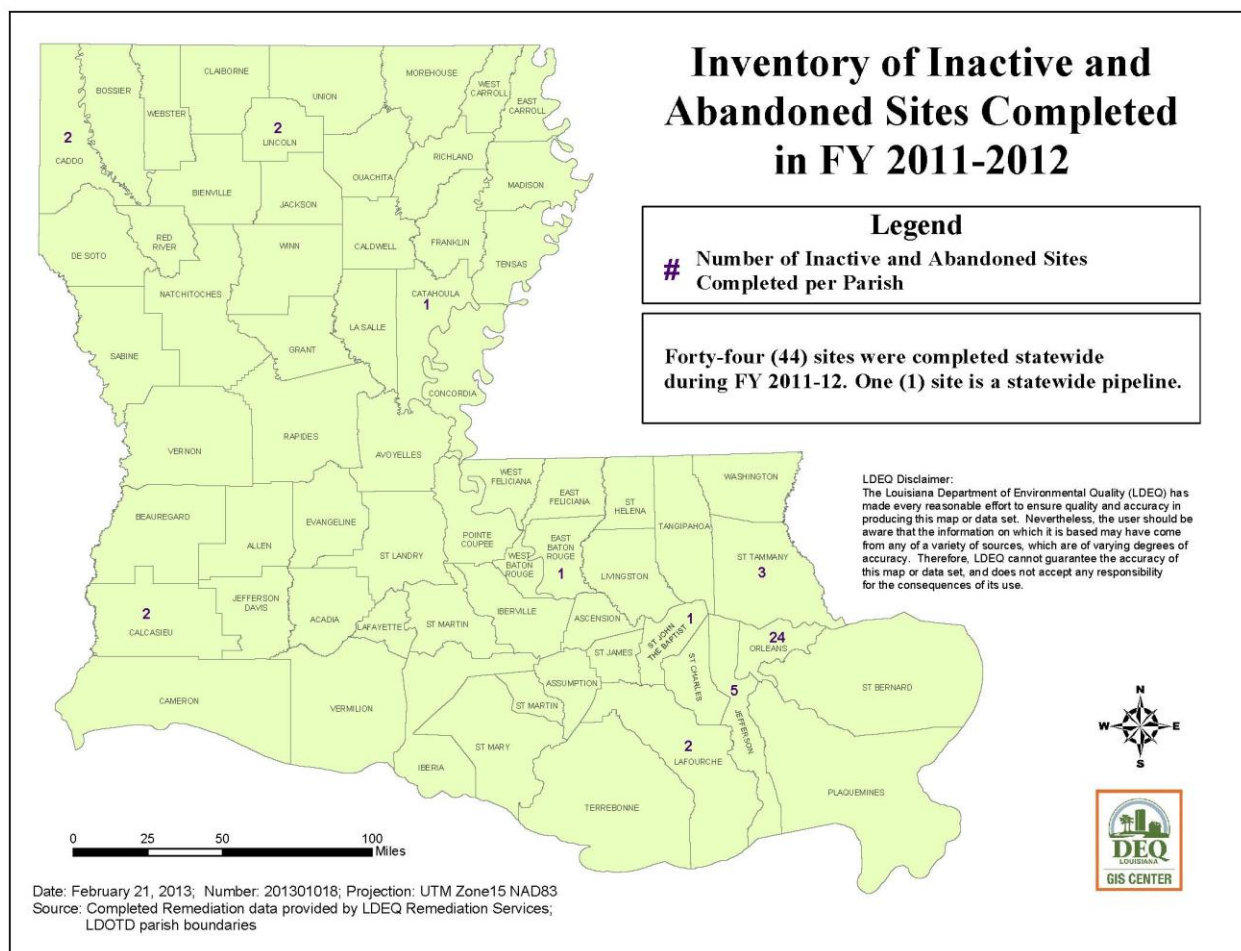 Inventory of Inactive and
Abandoned Sites Completed
in FY 2011-2012
Legend
# Number of Inactive and Abandoned Sites
Completed per Parish
Forty-four (44) sites were completed statewide
during FY 2011-12. One (1) site is a statewide pipeline.
LDEQ Disclaimer:
The Louisiana Department of Environmental Quality (LDEQ) has
made every reasonable effort to ensure quality and accuracy in
producing this map or data set. Nevertheless, the user should be
aware that the information on which it is based may have come
from any of a variety of sources, which are of varying degrees of
accuracy. Therefore, LDEQ cannot guarantee the accuracy of
this map or data set, and does not accept any responsibility
for the consequences of its use.
CLAIBORNE
MOREHOUSE
BOSSIER
UNION
WEST
CARROLL
EAST
CARROLL
WEBSTER
2
CADDO
2
LINCOLN
RICHLAND
OUACHITA
MADISON
BIENVILLE
JACKSON
RED
RIVER
WINN
CALDWELL
FRANKLIN
DE SOTO
TENSAS
NATCHITOCHES
CATAHOULA
1
LA SALLE
GRANT
SABINE
CONCORDIA
RAPIDES
VERNON
AVOYELLES
WEST
FELICIANA
EAST
FELICIANA
ST
HELENA
WASHINGTON
BEAUREGARD
EVANGELINE
ALLEN
ST LANDRY
POINTE
COUPEE
EAST
BATON
ROUGE
1
WEST
BATON
ROUGE
TANGIPAHOA
ST TAMMANY
3
LIVINGSTON
2
CALCASIEU
JEFFERSON
DAVIS
ACADIA
LAFAYETTE
ST MARTIN
IBERVILLE
ASCENSION
1
ST JOHN
THE BAPTIST
24
ORLEANS
ST JAMES
ST CHARLES
ASSUMPTION
5
JEFFERSON
ST BERNARD
CAMERON
VERMILION
ST MARTIN
ST MARY
IBERIA
2
LAFOURCHE
TERREBONNE
PLAQUEMINES
N
W E
S
DEQ
LOUISIANA
GIS CENTER
0 25 50 100
Miles
Date: February 21, 2013; Number: 201301018; Projection: UTM Zone15 NAD83
Source: Completed Remediation data provided by LDEQ Remediation Services;
LDOTD parish boundaries